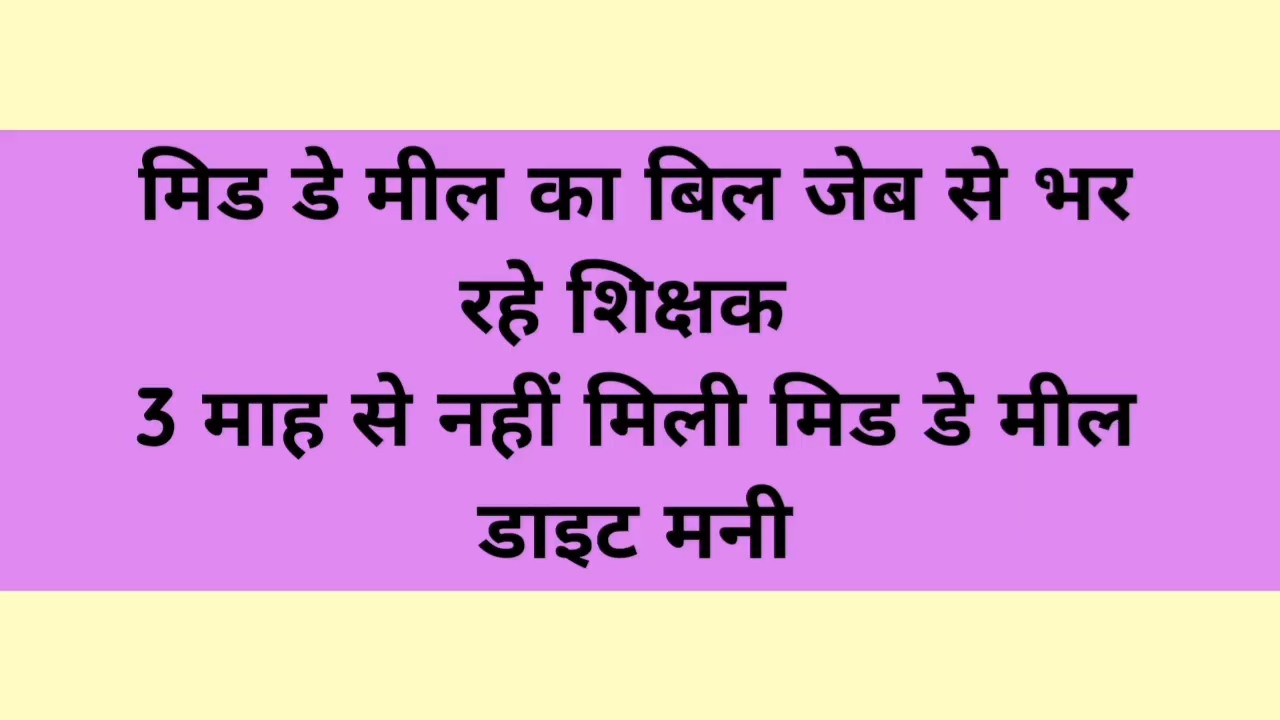 मिड डे मील का बिल जेब से भर
रहे शिक्षक
3 माह से नहीं मिली मिड डे मील
डाइट मनी